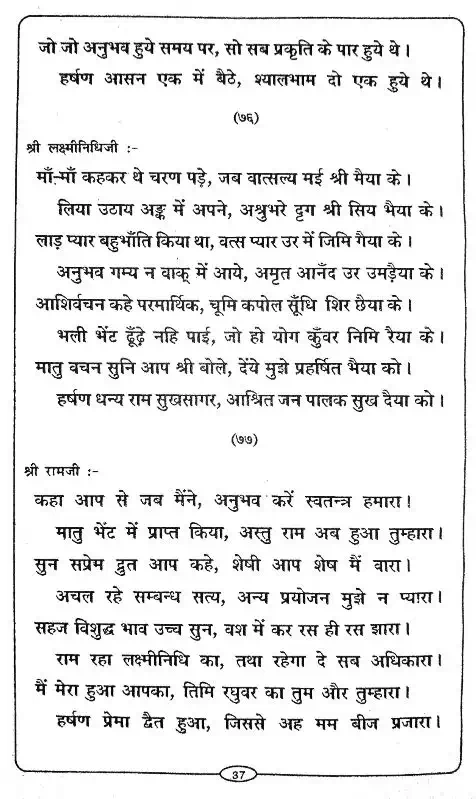 जो जो अनुभव हुये समय पर, सो सब प्रकृति के पार हुये थे।
हर्षण आसन एक में बैठे, श्यालभाम दो एक हुये थे।
(७६)
श्री लक्ष्मीनिधिजी :-
माँ-माँ कहकर थे चरण पड़े, जब वात्सल्य मई श्री मैया के।
लिया उठाय अङ्क में अपने, अश्रुभरे दृग श्री सिय भैया के।
लाड़ प्यार बहुभाँति किया था, वत्स प्यार उर में जिमि गैया के।
अनुभव गम्य न वाक् में आये, अमृत आनँद उर उमड़ैया के।
आशिर्वचन कहे परमार्थिक, चूमि कपोल सूँघि शिर छैया के।
भली भेंट ढूँढ़े नहि पाई, जो हो योग कुँवर निमि रैया के।
मातु वचन सुनि आप श्री बोले, देंये मुझे प्रहर्षित भैया को।
हर्षण धन्य राम सुखसागर, आश्रित जन पालक सुख दैया को।
(७७)
श्री रामजी :-
कहा आप से जब मैंने, अनुभव करें स्वतन्त्र हमारा।
मातु भेंट में प्राप्त किया, अस्तु राम अब हुआ तुम्हारा।
सुन सप्रेम द्रुत आप कहे, शेषी आप शेष मैं वारा।
अचल रहे सम्बन्ध सत्य, अन्य प्रयोजन मुझे न प्यारा।
सहज विशुद्ध भाव उच्च सुन, वश में कर रस ही रस झारा।
राम रहा लक्ष्मीनिधि का, तथा रहेगा दे सब अधिकारा।
मैं मेरा हुआ आपका, तिमि रघुवर का तुम और तुम्हारा।
हर्षण प्रेमा द्वैत हुआ, जिससे अह मम बीज प्रजारा।
37